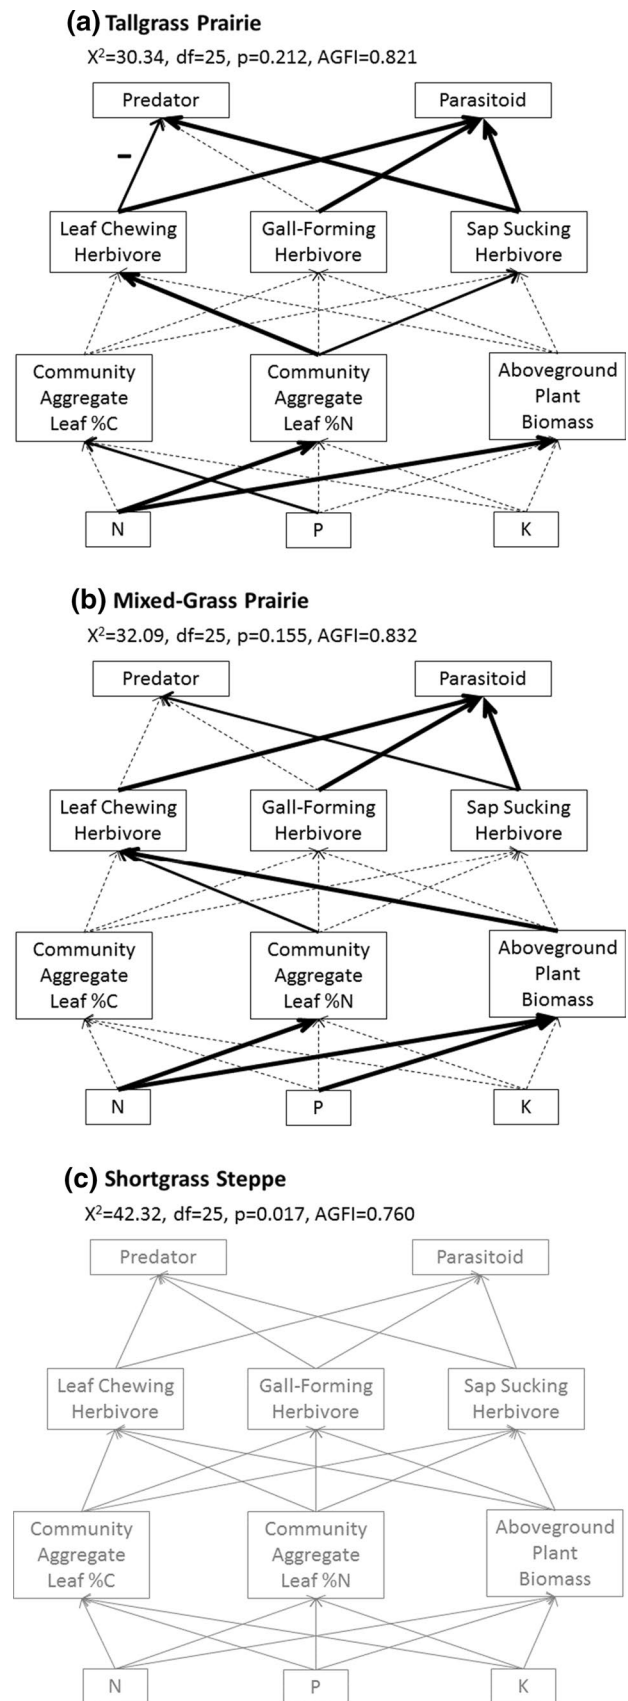 (a) Tallgrass Prairie
X²=30.34, df=25, p=0.212, AGFI=0.821
Predator
Parasitoid
–
Leaf Chewing
Herbivore
Gall-Forming
Herbivore
Sap Sucking
Herbivore
Community
Aggregate
Leaf %C
Community
Aggregate
Leaf %N
Aboveground
Plant
Biomass
N
P
K
(b) Mixed-Grass Prairie
X²=32.09, df=25, p=0.155, AGFI=0.832
Predator
Parasitoid
Leaf Chewing
Herbivore
Gall-Forming
Herbivore
Sap Sucking
Herbivore
Community
Aggregate
Leaf %C
Community
Aggregate
Leaf %N
Aboveground
Plant
Biomass
N
P
K
(c) Shortgrass Steppe
X²=42.32, df=25, p=0.017, AGFI=0.760
Predator
Parasitoid
Leaf Chewing
Herbivore
Gall-Forming
Herbivore
Sap Sucking
Herbivore
Community
Aggregate
Leaf %C
Community
Aggregate
Leaf %N
Aboveground
Plant
Biomass
N
P
K